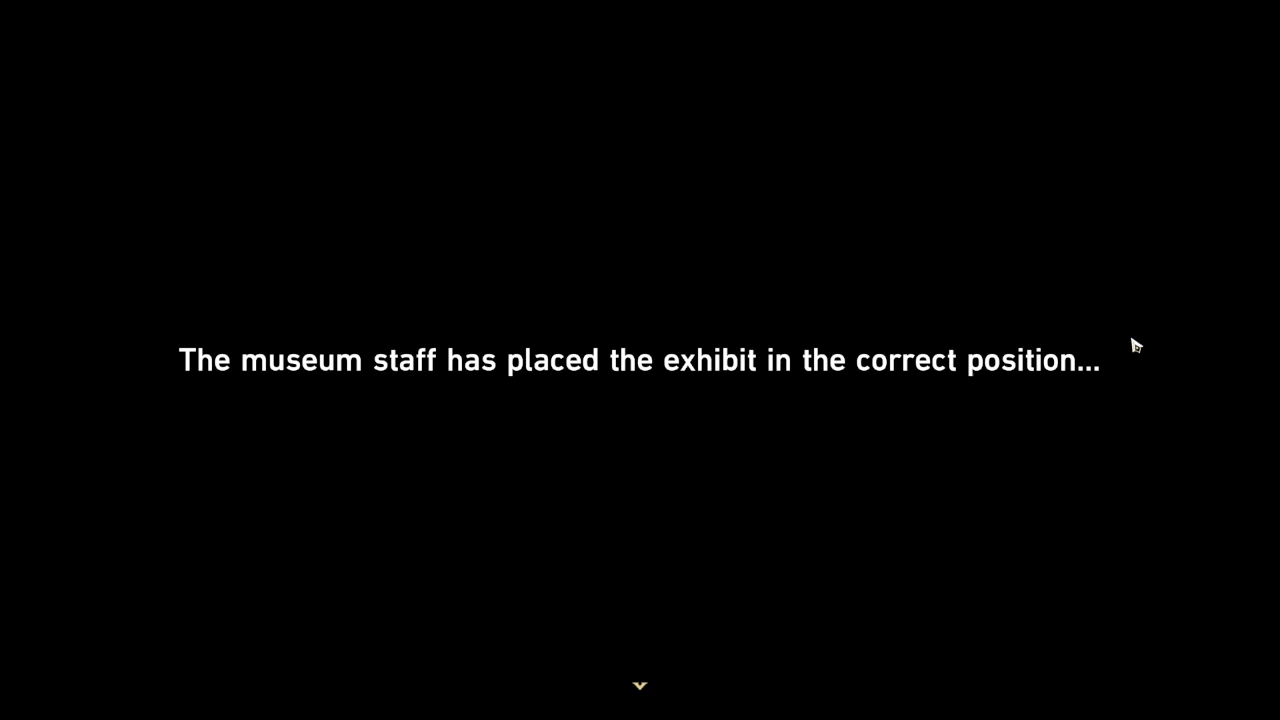 The museum staff has placed the exhibit in the correct position...